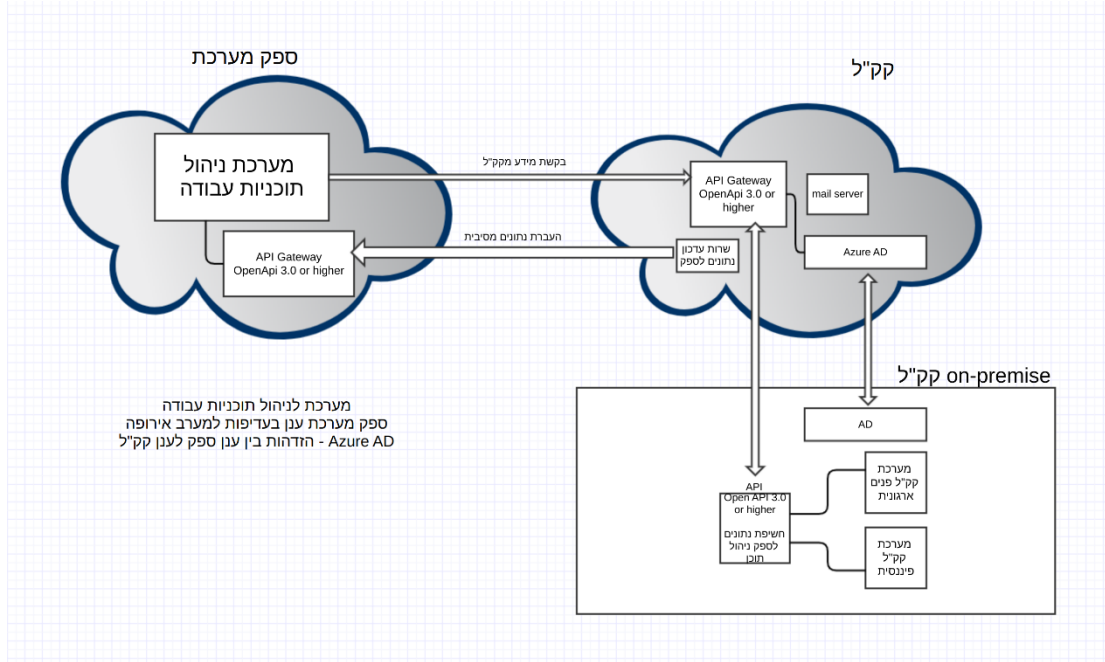 ספק מערכת
קק"ל
מערכת ניהול
תוכניות עבודה
API Gateway
OpenApi 3.0 or higher
בקשת מידע מקק"ל
העברת נתונים מסיבית
API Gateway
OpenApi 3.0 or
higher
mail server
שרות עדכון
נתונים לספק
Azure AD
מערכת לניהול תוכניות עבודה
ספק מערכת ענן בעדיפות למערב אירופה
Azure AD - הזדהות בין ענן ספק לענן קק"ל
קק"ל on-premise
AD
API
Open API 3.0
or higher
חשיפת נתונים
לספק ניהול
תוכן
מערכת
קק"ל פנים
ארגונית
מערכת
קק"ל
פיננסית